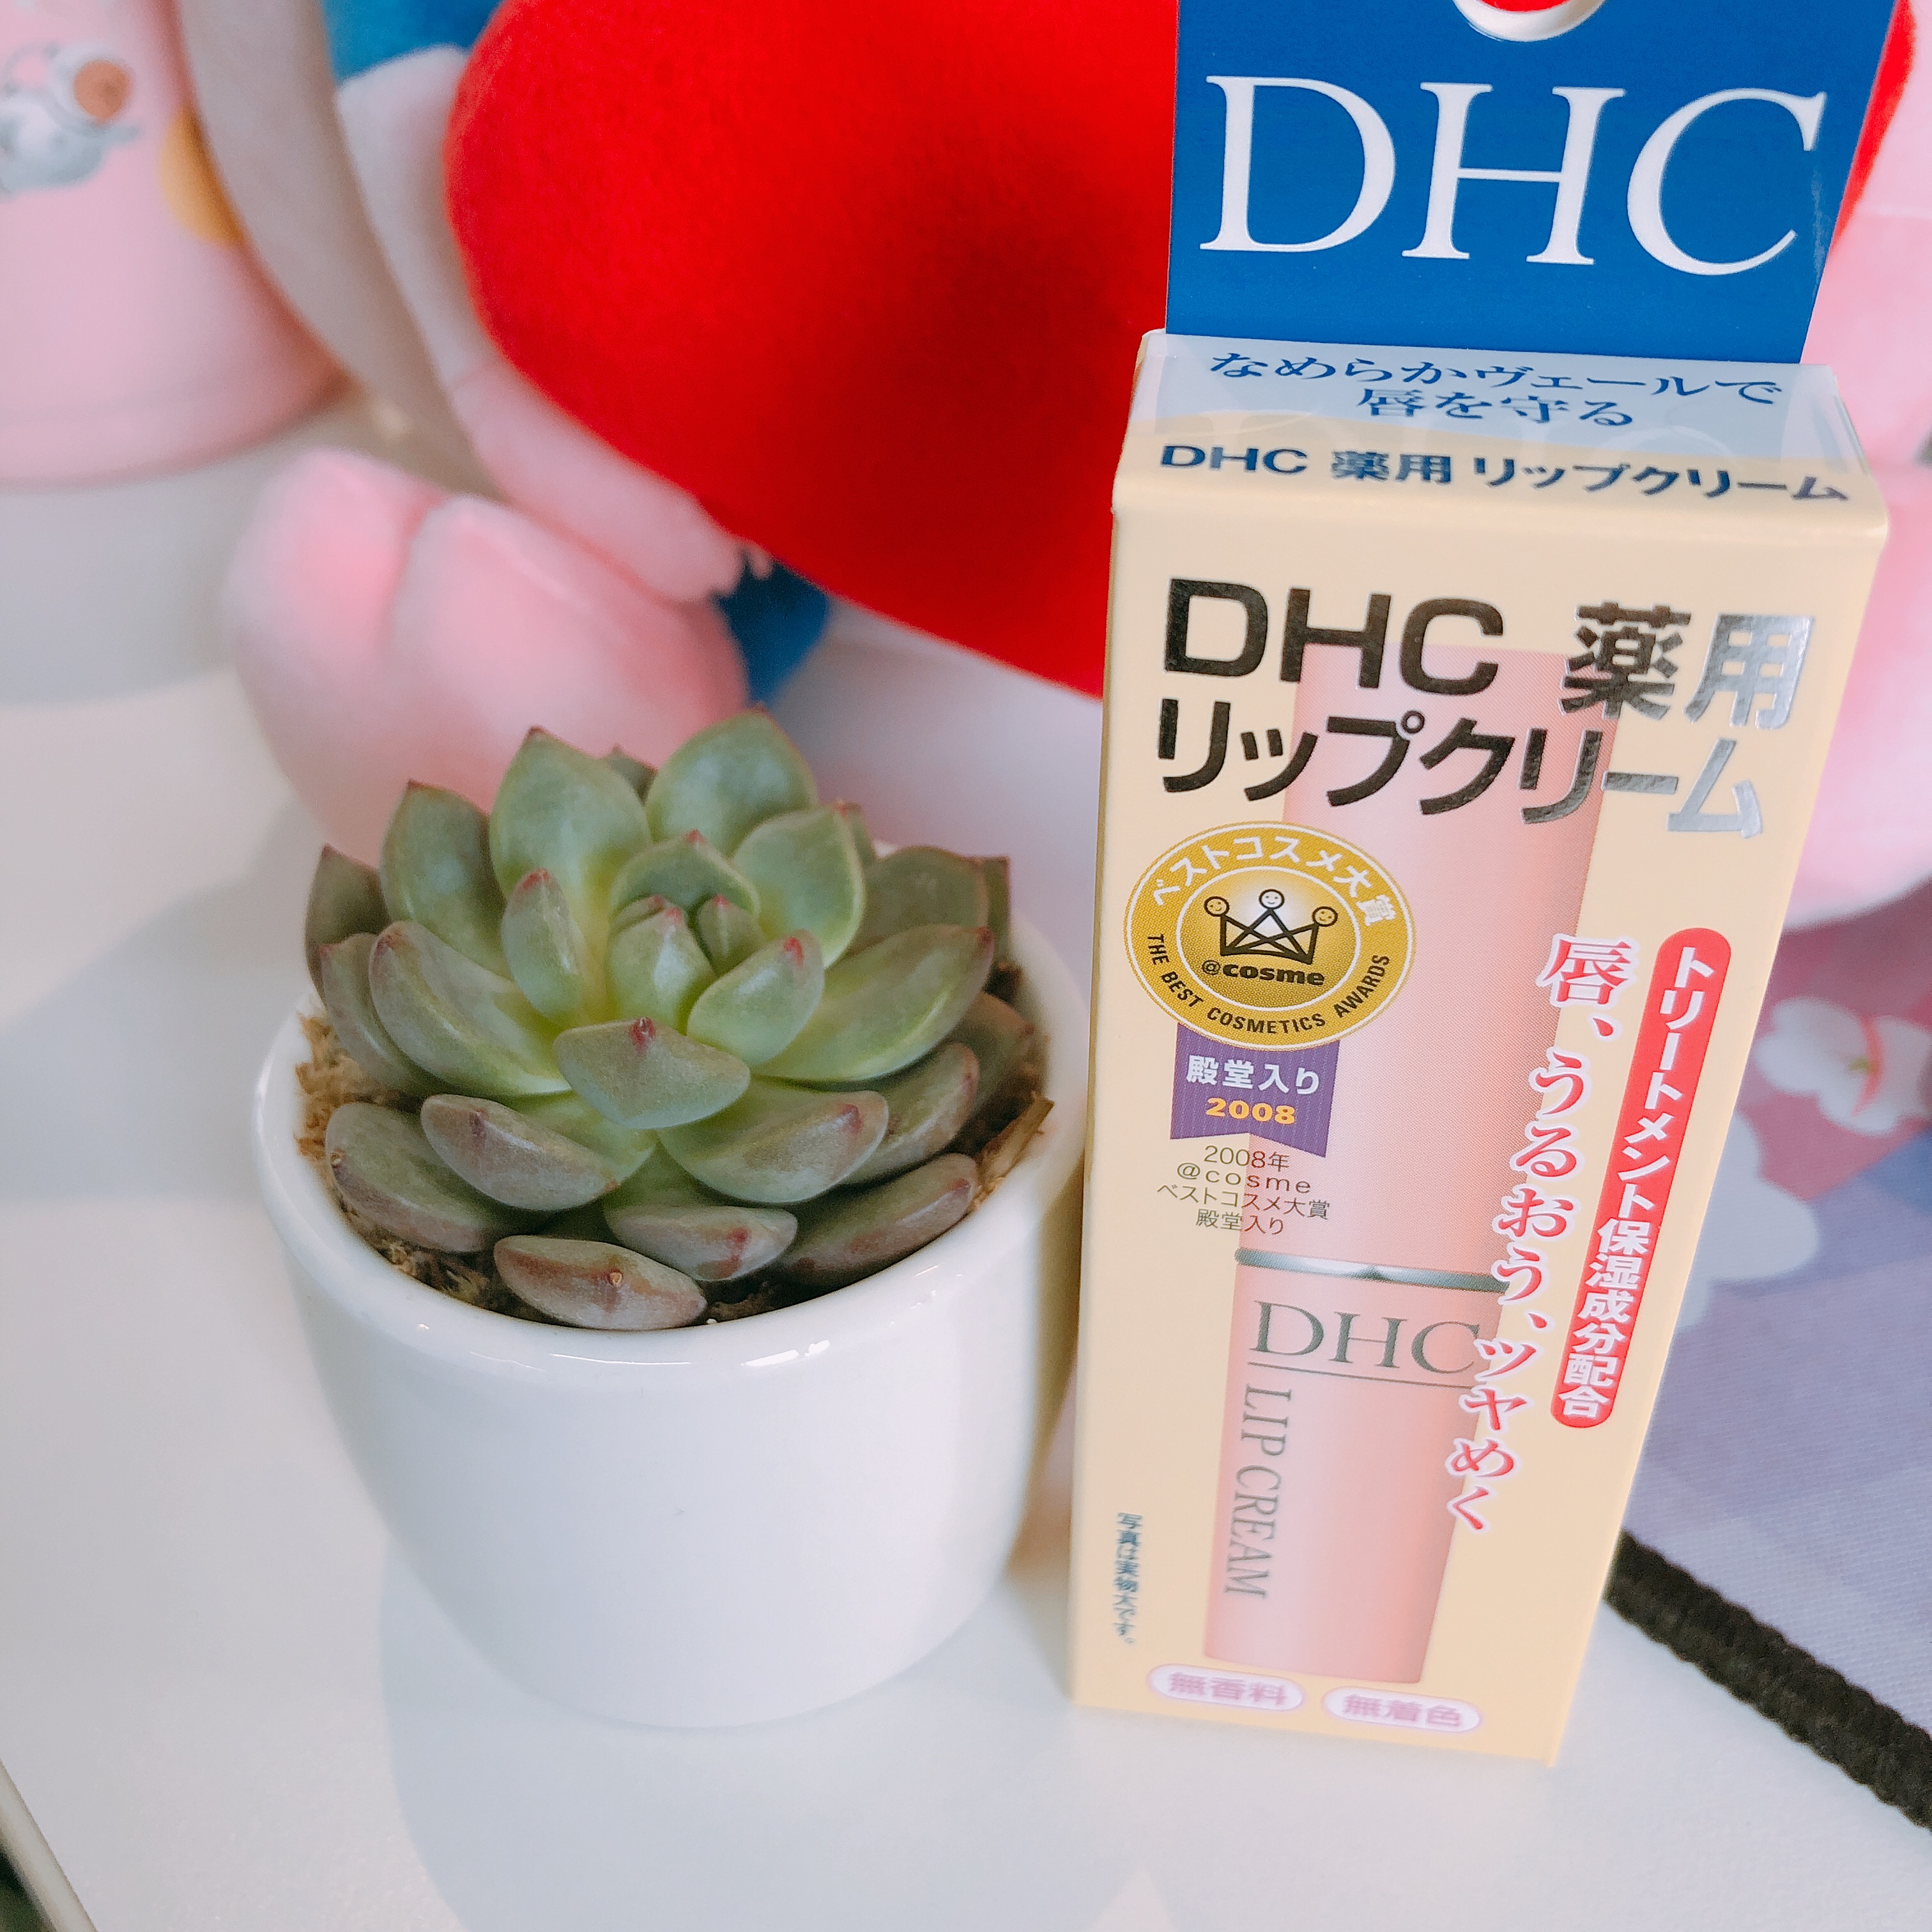 DHC
なめらかヴェールで
唇を守る
DHC 薬用 リップクリーム
DHC 薬用
リップクリーム
ベストコスメ大賞
@cosme
THE BEST COSMETICS AWARDS
殿堂入り
2008
2008年
@cosme
ベストコスメ大賞
殿堂入り
トリートメント保湿成分配合
唇、うるおう、ツヤめく
DHC
LIP CREAM
写真は実物大です。
無香料
無着色